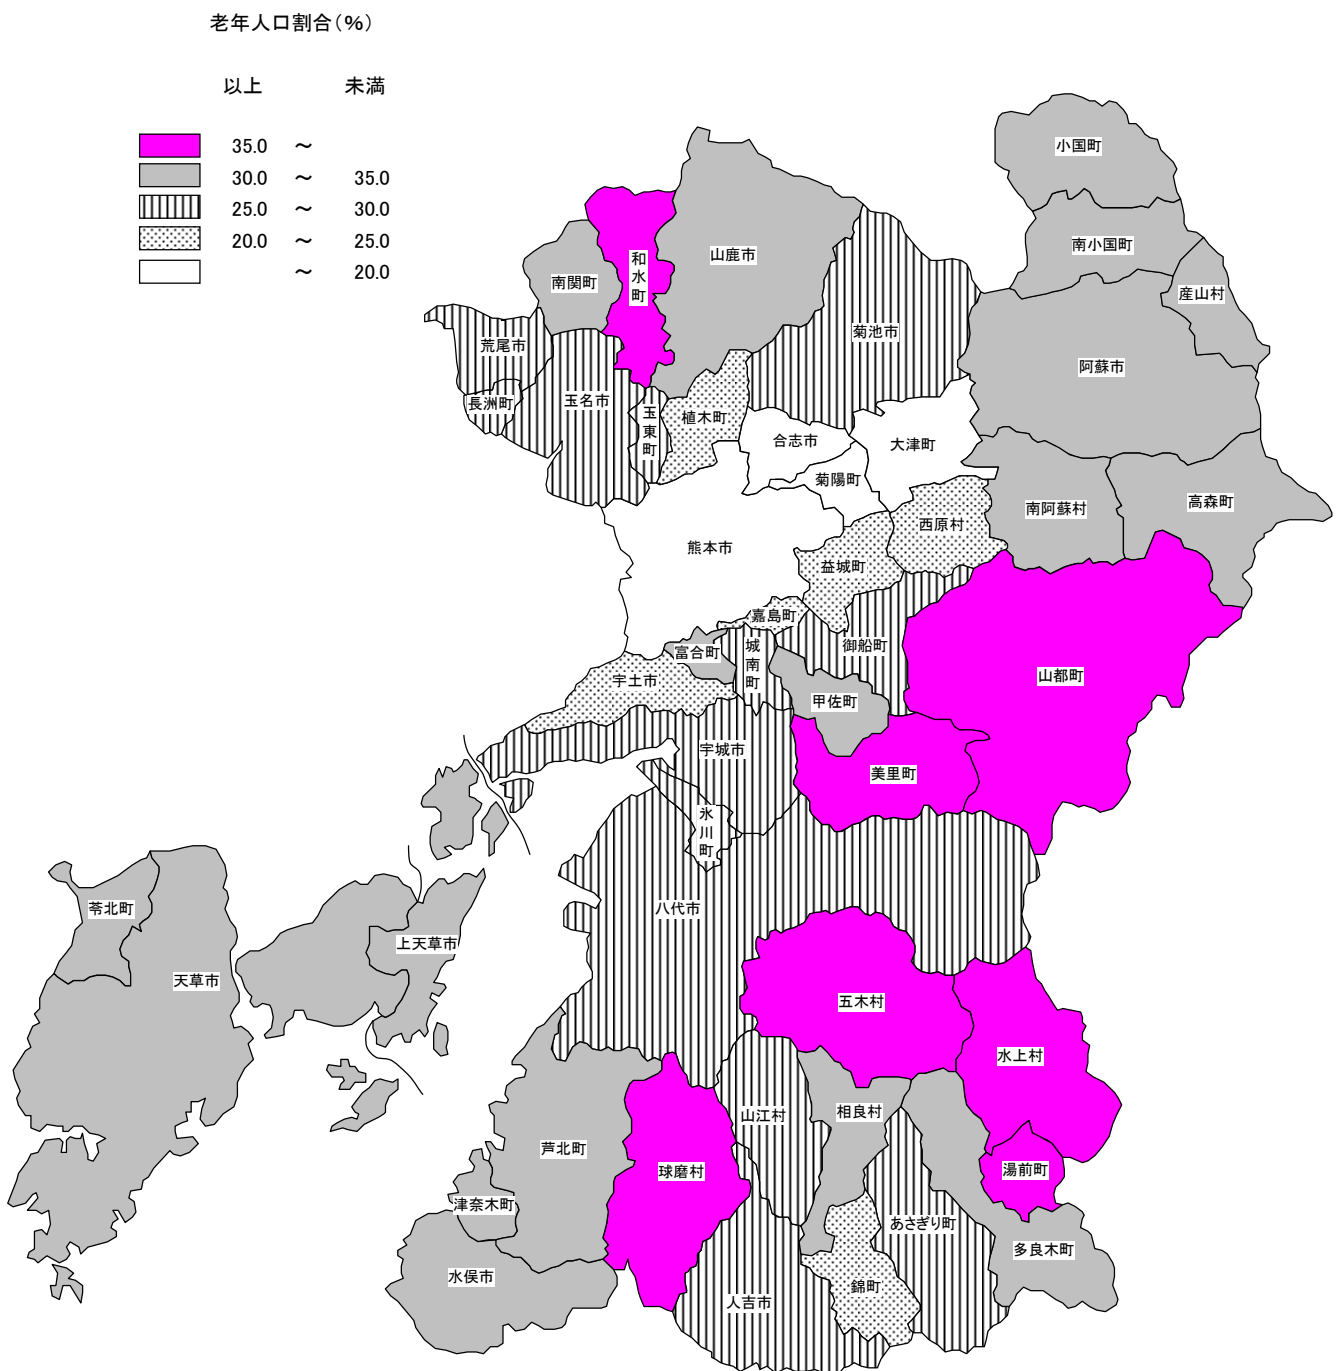 老年人口割合(%)
以上 未満
35.0 ～
30.0 ～ 35.0
25.0 ～ 30.0
20.0 ～ 25.0
～ 20.0
小国町
南小国町
産山村
山鹿市
和水町
南関町
菊池市
荒尾市
阿蘇市
長洲町
玉名市
玉東町
植木町
合志市
大津町
菊陽町
南阿蘇村
高森町
西原村
熊本市
益城町
嘉島町
御船町
城南町
富合町
宇土市
山都町
甲佐町
宇城市
美里町
氷川町
八代市
苓北町
上天草市
天草市
五木村
水上村
山江村
相良村
芦北町
球磨村
湯前町
津奈木町
あさぎり町
多良木町
水俣市
錦町
人吉市